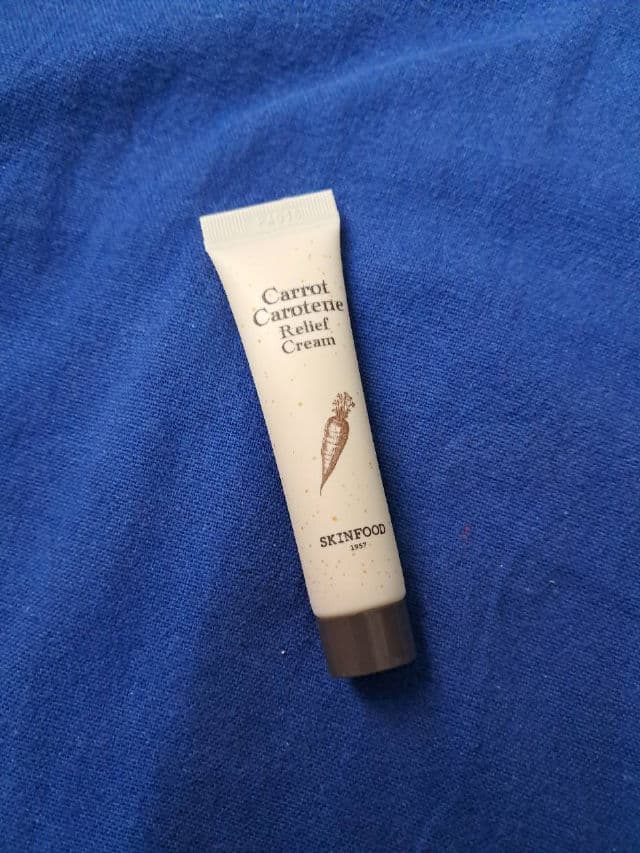 Carrot
Carotene
Relief
Cream
SKINFOOD
1957